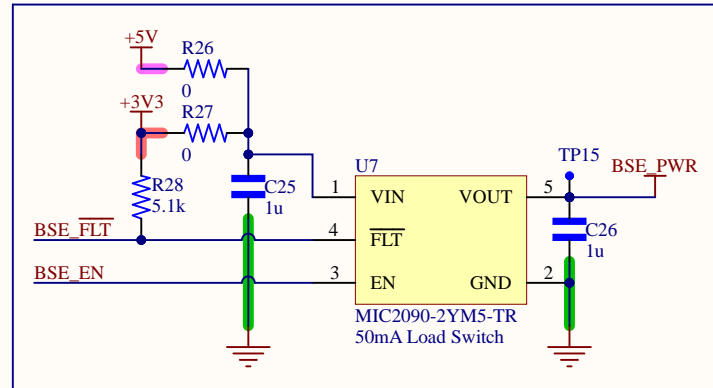 +5V
R26
0
+3V3
R27
0
R28
5.1k
C25
1u
U7
TP15
BSE_PWR
1
VIN
VOUT
5
BSE_FLT
4
FLT
C26
1u
BSE_EN
3
EN
GND
2
MIC2090-2YM5-TR
50mA Load Switch